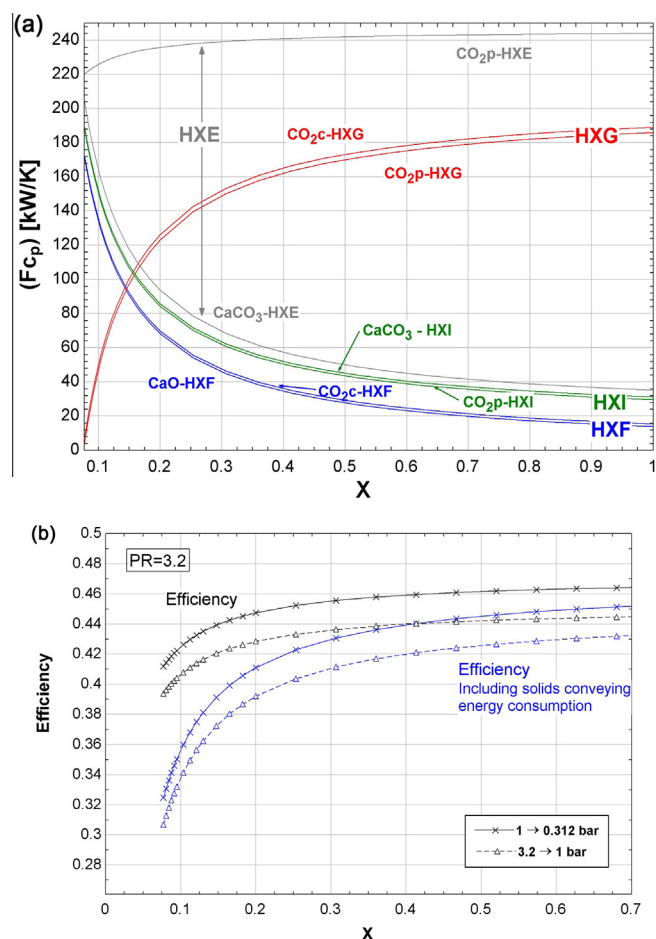 (a)
240
220
200
180
160
140
120
100
80
60
40
20
0
(Fcp) [kW/K]
CO2p-HXE
HXE
CO2c-HXG
HXG
CO2p-HXG
CaCO3-HXE
CaCO3 - HXI
CaO-HXF
CO2c-HXF
CO2p-HXI
HXI
HXF
0.1 0.2 0.3 0.4 0.5 0.6 0.7 0.8 0.9 1
X
(b)
0.5
0.48
0.46
0.44
0.42
0.4
0.38
0.36
0.34
0.32
0.3
0.28
Efficiency
PR=3.2
Efficiency
Efficiency
Including solids conveying
energy consumption
1 → 0.312 bar
3.2 → 1 bar
0 0.1 0.2 0.3 0.4 0.5 0.6 0.7
X